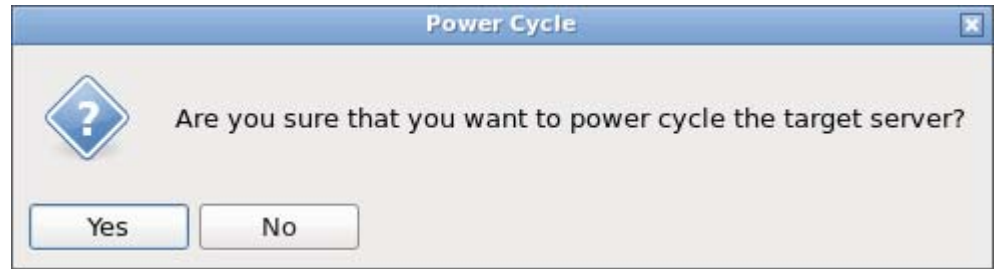 Power Cycle
?
Are you sure that you want to power cycle the target server?
Yes
No